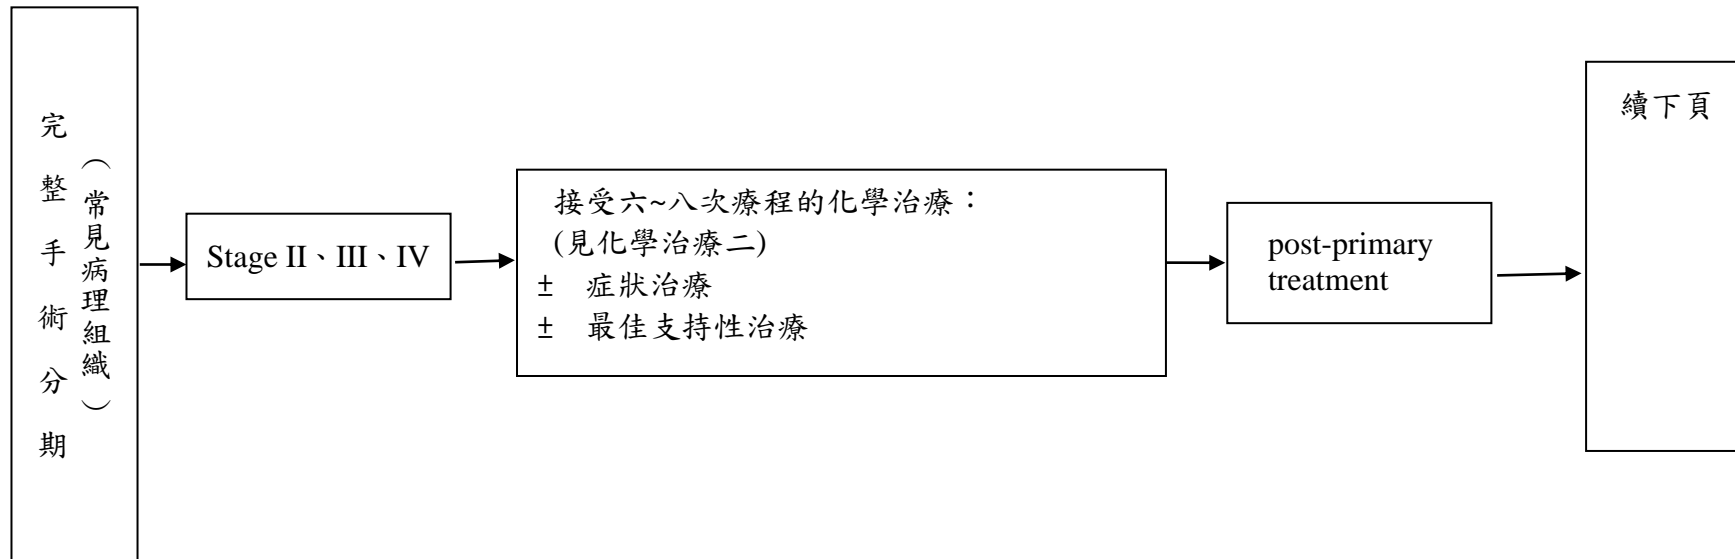 完整手術分期
（常見病理組織）
Stage II、III、IV
接受六~八次療程的化學治療：
(見化學治療二)
± 症狀治療
± 最佳支持性治療
post-primary
treatment
續下頁